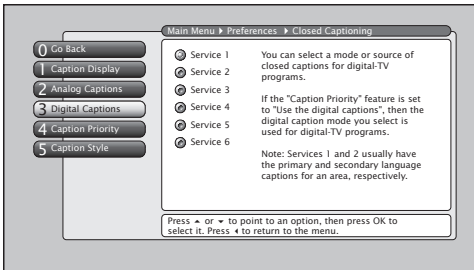 Main Menu ▶ Preferences ▶ Closed Captioning
0 Go Back
1 Caption Display
2 Analog Captions
3 Digital Captions
4 Caption Priority
5 Caption Style
Service 1
Service 2
Service 3
Service 4
Service 5
Service 6
You can select a mode or source of
closed captions for digital-TV
programs.
If the "Caption Priority" feature is set
to "Use the digital captions", then the
digital caption mode you select is
used for digital-TV programs.
Note: Services 1 and 2 usually have
the primary and secondary language
captions for an area, respectively.
Press ▲ or ▼ to point to an option, then press OK to
select it. Press ◀ to return to the menu.